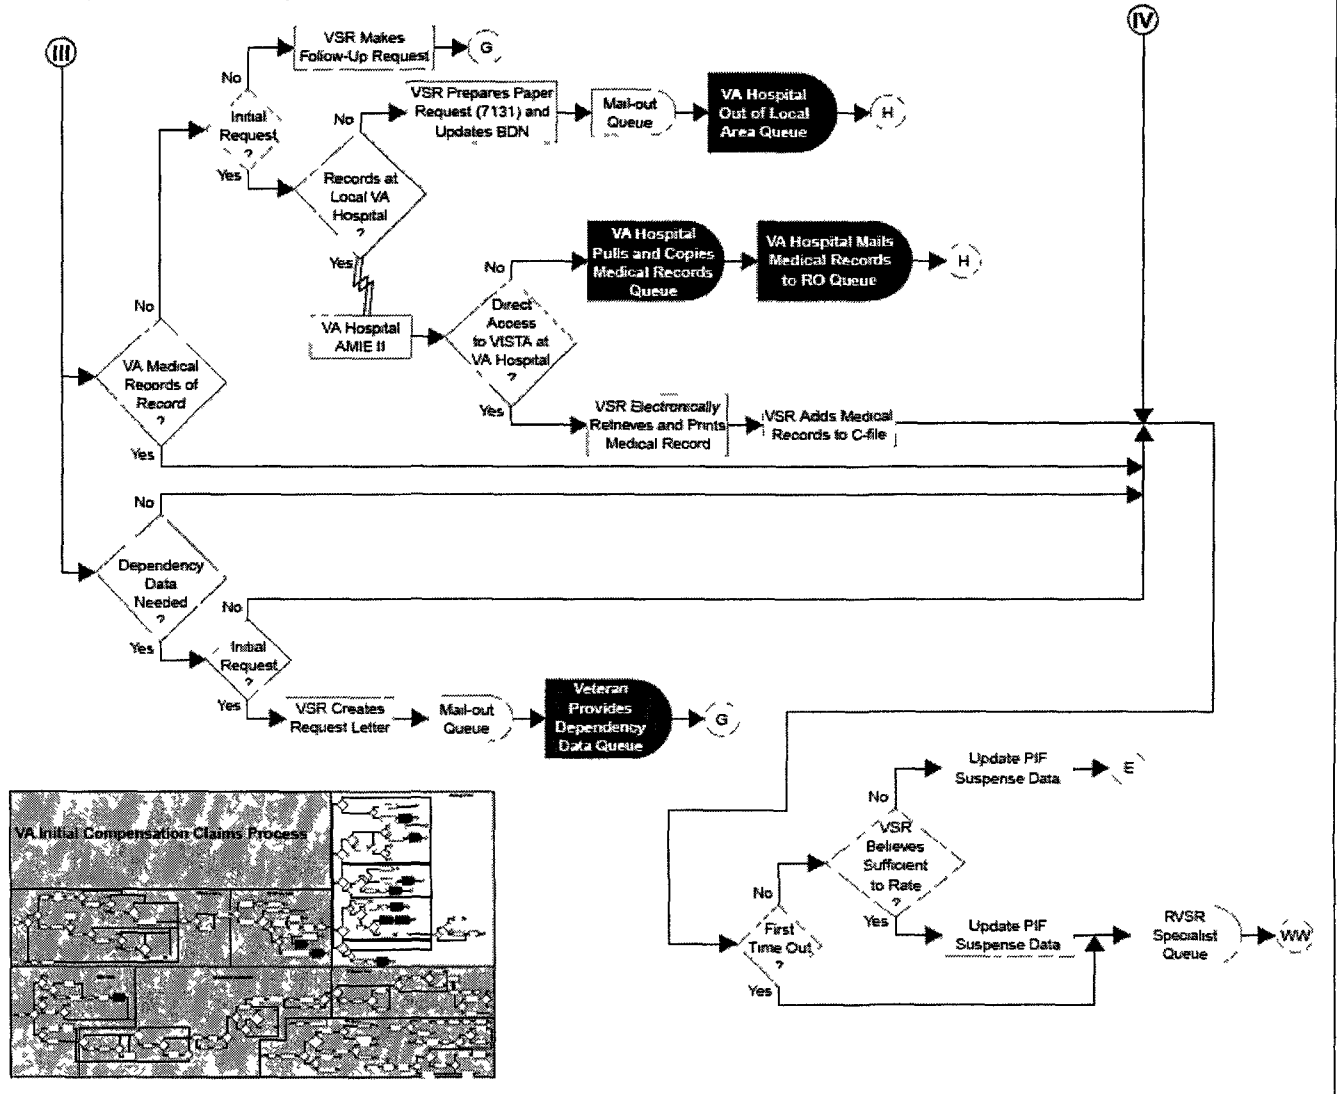 III
IV
VSR Makes
Follow-Up Request
G
No
Initial
Request
?
Yes
No
VSR Prepares Paper
Request (7131) and
Updates BDN
Mail-out
Queue
VA Hospital
Out of Local
Area Queue
H
Records at
Local VA
Hospital
?
Yes
VA Hospital
AMIE II
No
VA Hospital
Pulls and Copies
Medical Records
Queue
VA Hospital Mails
Medical Records
to RO Queue
H
Direct
Access
to VISTA at
VA Hospital
?
Yes
VSR Electronically
Retrieves and Prints
Medical Record
VSR Adds Medical
Records to C-file
No
VA Medical
Records of
Record
?
Yes
No
Dependency
Data
Needed
?
Yes
No
Initial
Request
?
Yes
VSR Creates
Request Letter
Mail-out
Queue
Veteran
Provides
Dependency
Data Queue
G
Update PIF
Suspense Data
E
No
VSR
Believes
Sufficient
to Rate
?
Yes
Update PIF
Suspense Data
RVSR
Specialist
Queue
WW
No
First
Time Out
?
Yes
VA Initial Compensation Claims Process